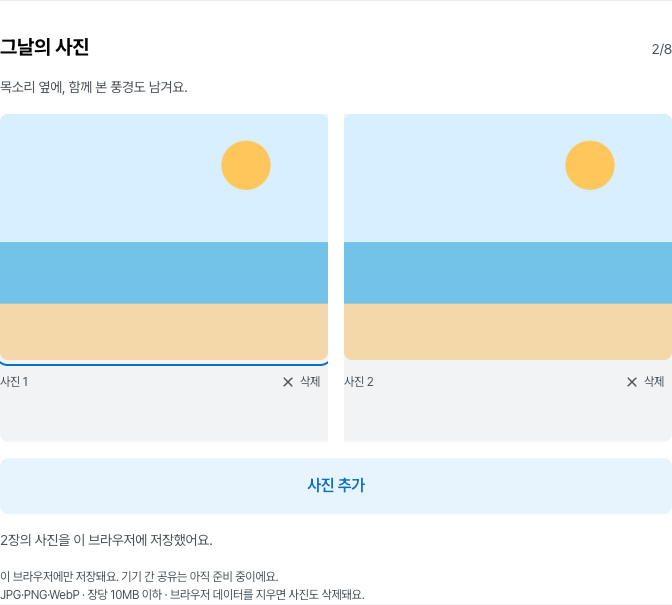 그날의 사진
2/8
목소리 옆에, 함께 본 풍경도 남겨요.
사진 1
삭제
사진 2
삭제
사진 추가
2장의 사진을 이 브라우저에 저장했어요.
이 브라우저에만 저장돼요. 기기 간 공유는 아직 준비 중이에요.
JPG·PNG·WebP · 장당 10MB 이하 · 브라우저 데이터를 지우면 사진도 삭제돼요.